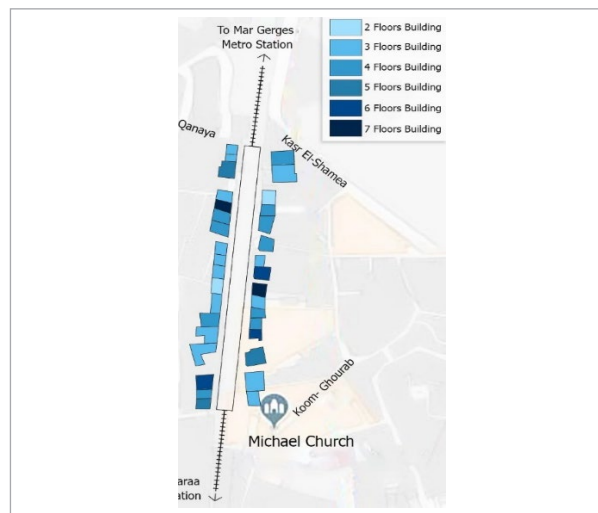 To Mar Gerges
Metro Station
2 Floors Building
3 Floors Building
4 Floors Building
5 Floors Building
6 Floors Building
7 Floors Building
Qanaya
Kasr El-Shamea
Koom- Ghourab
Michael Church
araa
ation